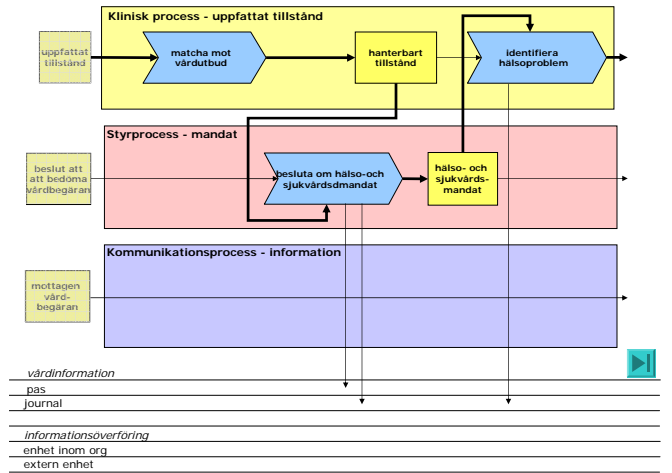 Klinisk process - uppfattat tillstånd
uppfattat
tillstånd
matcha mot
vårdutbud
hanterbart
tillstånd
identifiera
hälsoproblem
Styrprocess - mandat
beslut att
att bedöma
vårdbegäran
besluta om hälso-och
sjukvårdsdmandat
hälso- och
sjukvårds-
mandat
Kommunikationsprocess - information
mottagen
vård-
begäran
vårdinformation
pas
journal
informationsöverföring
enhet inom org
extern enhet